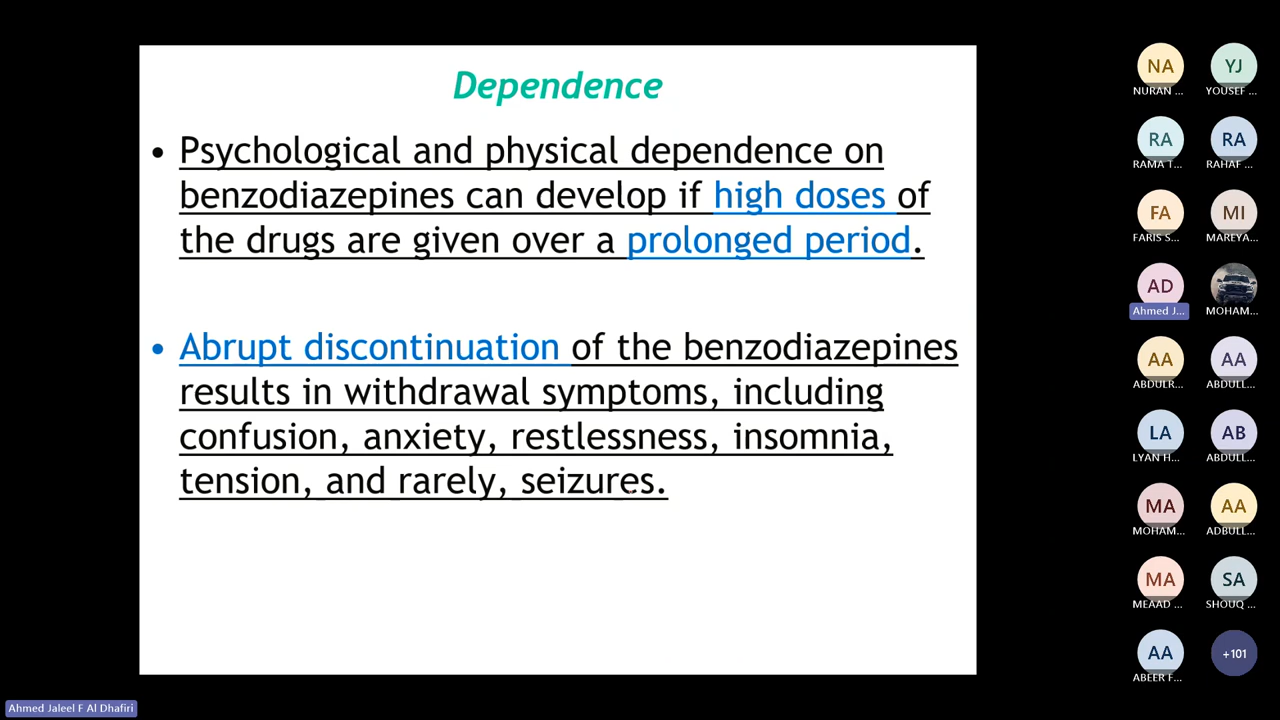 Dependence
• Psychological and physical dependence on
benzodiazepines can develop if high doses of
the drugs are given over a prolonged period.
• Abrupt discontinuation of the benzodiazepines
results in withdrawal symptoms, including
confusion, anxiety, restlessness, insomnia,
tension, and rarely, seizures.
NA YJ
NURAN ... YOUSEF ...
RA RA
RAMA T... RAHAF ...
FA MI
FARIS S... MAREYA...
AD
Ahmed J... MOHAM...
AA AA
ABDULR... ABDULL...
LA AB
LYAN H... ABDULL...
MA AA
MOHAM... ADBULL...
MA SA
MEAAD ... SHOUQ ...
AA +101
ABEER F...
Ahmed Jaleel F Al Dhafiri